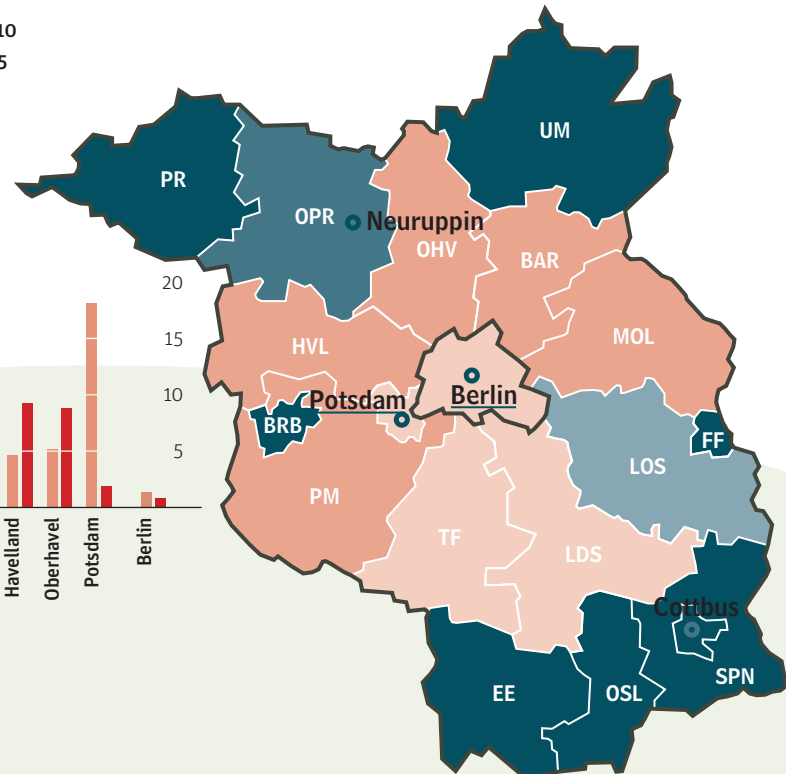 10
5
UM
PR
OPR
Neuruppin
OHV
BAR
20
15
MOL
HVL
10
Potsdam
Berlin
BRB
FF
5
LOS
PM
TF
LDS
Havelland
Oberhavel
Potsdam
Berlin
Cottbus
SPN
EE
OSL